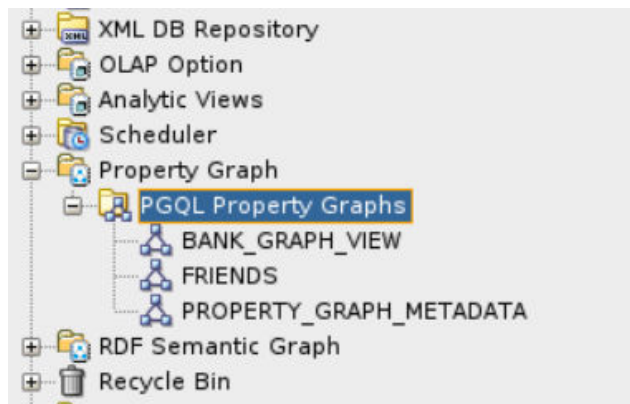 XML DB Repository
OLAP Option
Analytic Views
Scheduler
Property Graph
PGQL Property Graphs
BANK_GRAPH_VIEW
FRIENDS
PROPERTY_GRAPH_METADATA
RDF Semantic Graph
Recycle Bin